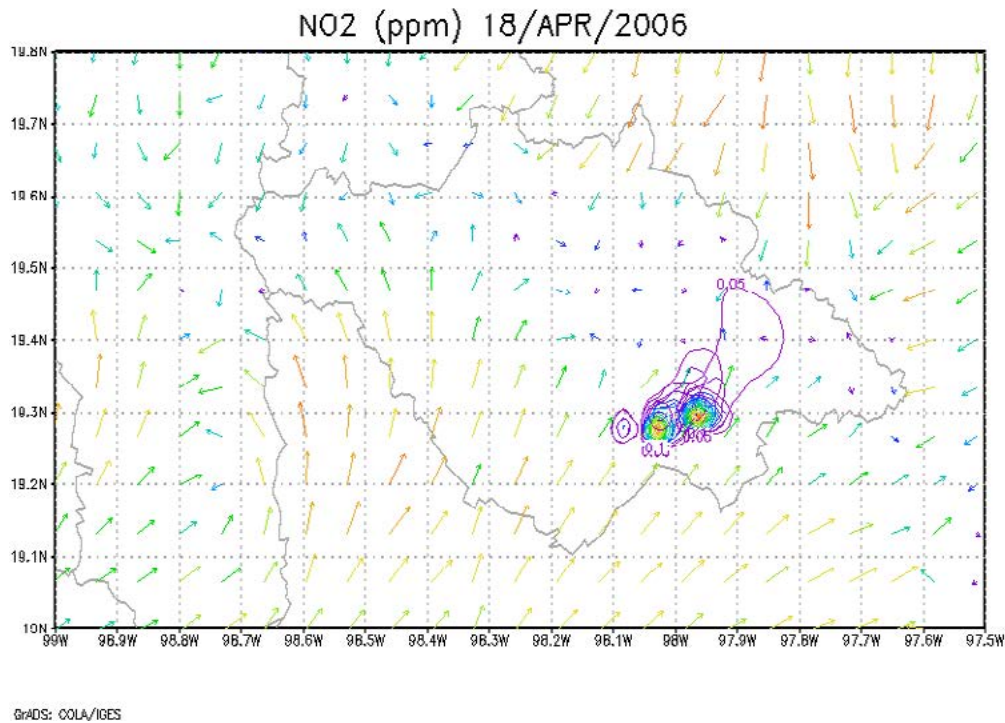 NO2 (ppm) 18/APR/2006
19.8N
19.7N
19.6N
19.5N
0.05
19.4N
19.3N
0.05
19.2N
19.1N
19N
99W 98.9W 98.8W 98.7W 98.6W 98.5W 98.4W 98.3W 98.2W 98.1W 98W 97.9W 97.8W 97.7W 97.6W 97.5W
GrADS: COLA/IGES